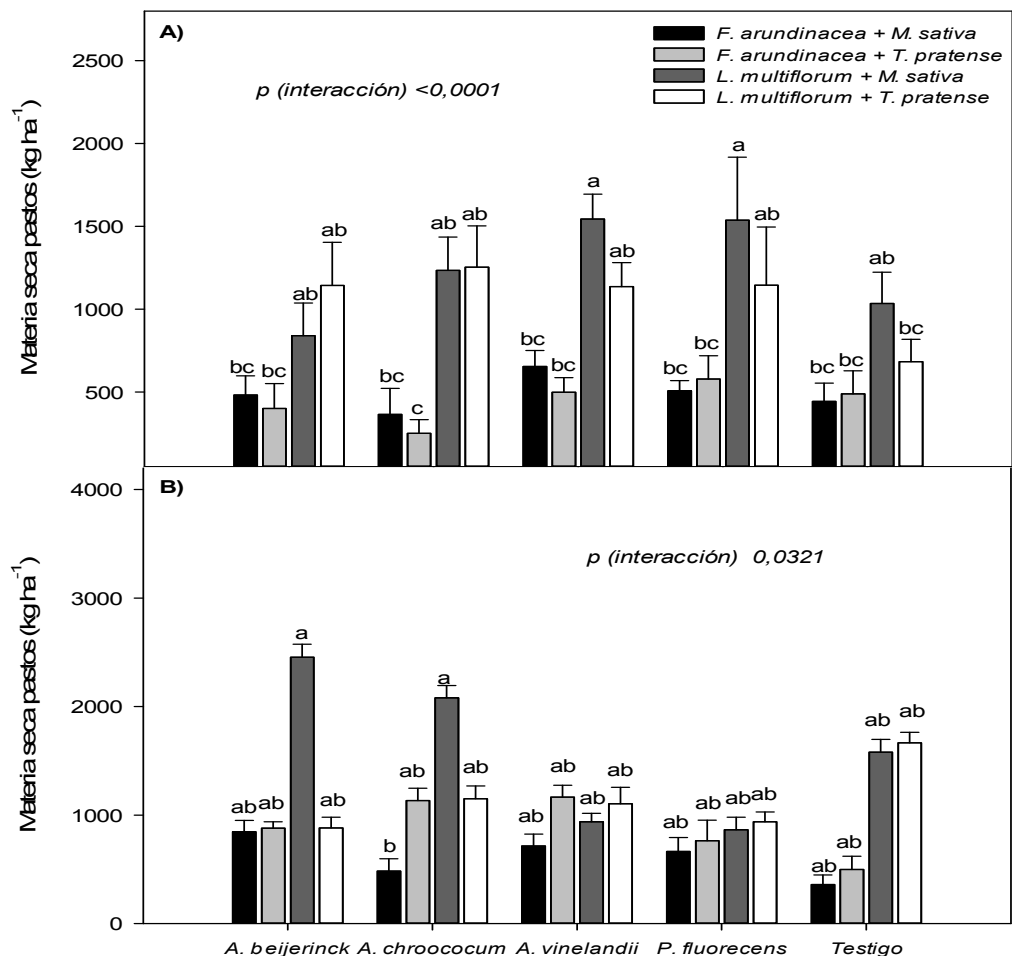 A)
F. arundinacea + M. sativa
F. arundinacea + T. pratense
L. multiflorum + M. sativa
L. multiflorum + T. pratense
p (interacción) <0,0001
Materia seca pastos (kg ha-1)
2500
2000
1500
1000
500
bc bc ab ab
bc c ab ab
bc bc a ab
bc bc a ab
bc bc ab bc
B)
p (interacción) 0,0321
Materia seca pastos (kg ha-1)
4000
3000
2000
1000
0
ab ab a ab
b ab a ab
ab ab ab ab
ab ab ab ab
ab ab ab ab
A. beijerinck A. chroococum A. vinelandii P. fluorecens Testigo